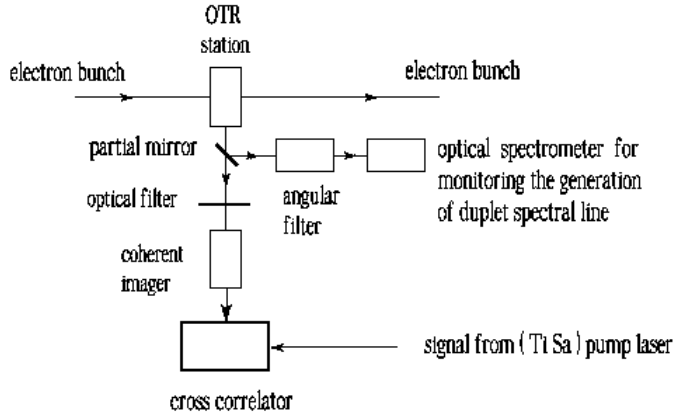 OTR
station
electron bunch
electron bunch
partial mirror
optical spectrometer for
monitoring the generation
of duplet spectral line
optical filter
angular
filter
coherent
imager
signal from ( Ti Sa ) pump laser
cross correlator